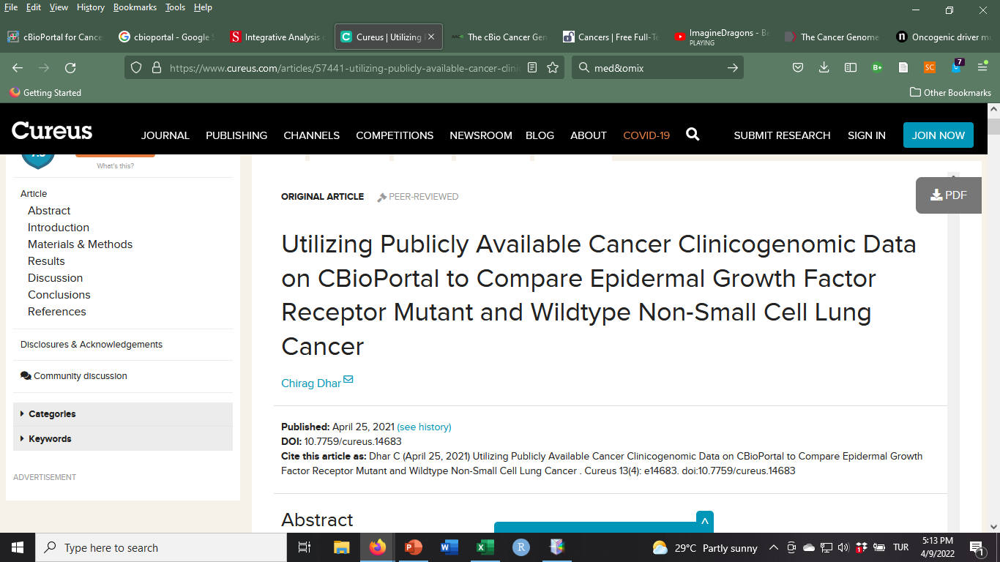 File Edit View History Bookmarks Tools Help
cBioPortal for Cance
cbioportal - Google S
Integrative Analysis o
Cureus | Utilizing P
The cBio Cancer Gen
Cancers | Free Full-Te
ImagineDragons - Be
PLAYING
The Cancer Genome
Oncogenic driver mu
https://www.cureus.com/articles/57441-utilizing-publicly-available-cancer-clinic
med&omix
B+
SC
7
Getting Started
Other Bookmarks
Cureus
JOURNAL PUBLISHING CHANNELS COMPETITIONS NEWSROOM BLOG ABOUT COVID-19 SUBMIT RESEARCH SIGN IN JOIN NOW
What's this?
Article
Abstract
Introduction
Materials & Methods
Results
Discussion
Conclusions
References
Disclosures & Acknowledgements
Community discussion
Categories
Keywords
ADVERTISEMENT
ORIGINAL ARTICLE PEER-REVIEWED
PDF
Utilizing Publicly Available Cancer Clinicogenomic Data
on CBioPortal to Compare Epidermal Growth Factor
Receptor Mutant and Wildtype Non-Small Cell Lung
Cancer
Chirag Dhar
Published: April 25, 2021 (see history)
DOI: 10.7759/cureus.14683
Cite this article as: Dhar C (April 25, 2021) Utilizing Publicly Available Cancer Clinicogenomic Data on CBioPortal to Compare Epidermal Growth
Factor Receptor Mutant and Wildtype Non-Small Cell Lung Cancer . Cureus 13(4): e14683. doi:10.7759/cureus.14683
Abstract
Type here to search
29°C Partly sunny
TUR
5:13 PM
4/9/2022
1